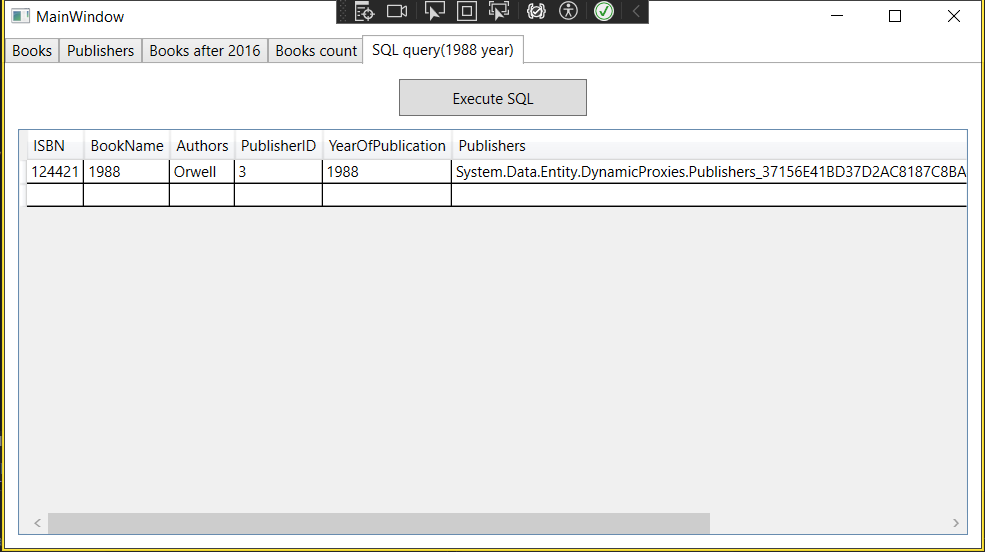 MainWindow
Books Publishers Books after 2016 Books count SQL query(1988 year)
Execute SQL
ISBN BookName Authors PublisherID YearOfPublication Publishers
124421 1988 Orwell 3 1988 System.Data.Entity.DynamicProxies.Publishers_37156E41BD37D2AC8187C8BA